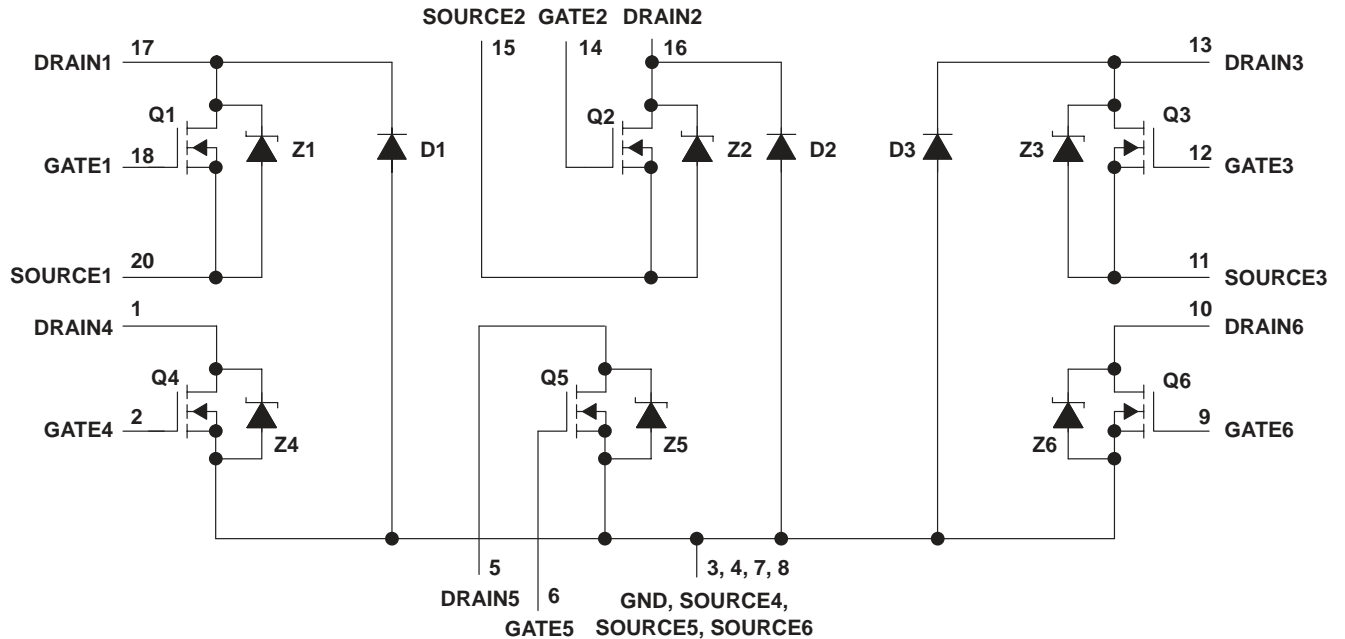 SOURCE2 GATE2 DRAIN2
17 15 14 16 13
DRAIN1 DRAIN3
Q1 Q2 Q3
Z1 D1 Z2 D2 D3 Z3
18 12
GATE1 GATE3
20 11
SOURCE1 SOURCE3
1 10
DRAIN4 DRAIN6
Q4 Q5 Q6
2 9
GATE4 GATE6
Z4 Z5 Z6
5 3, 4, 7, 8
DRAIN5 6 GND, SOURCE4,
GATE5 SOURCE5, SOURCE6